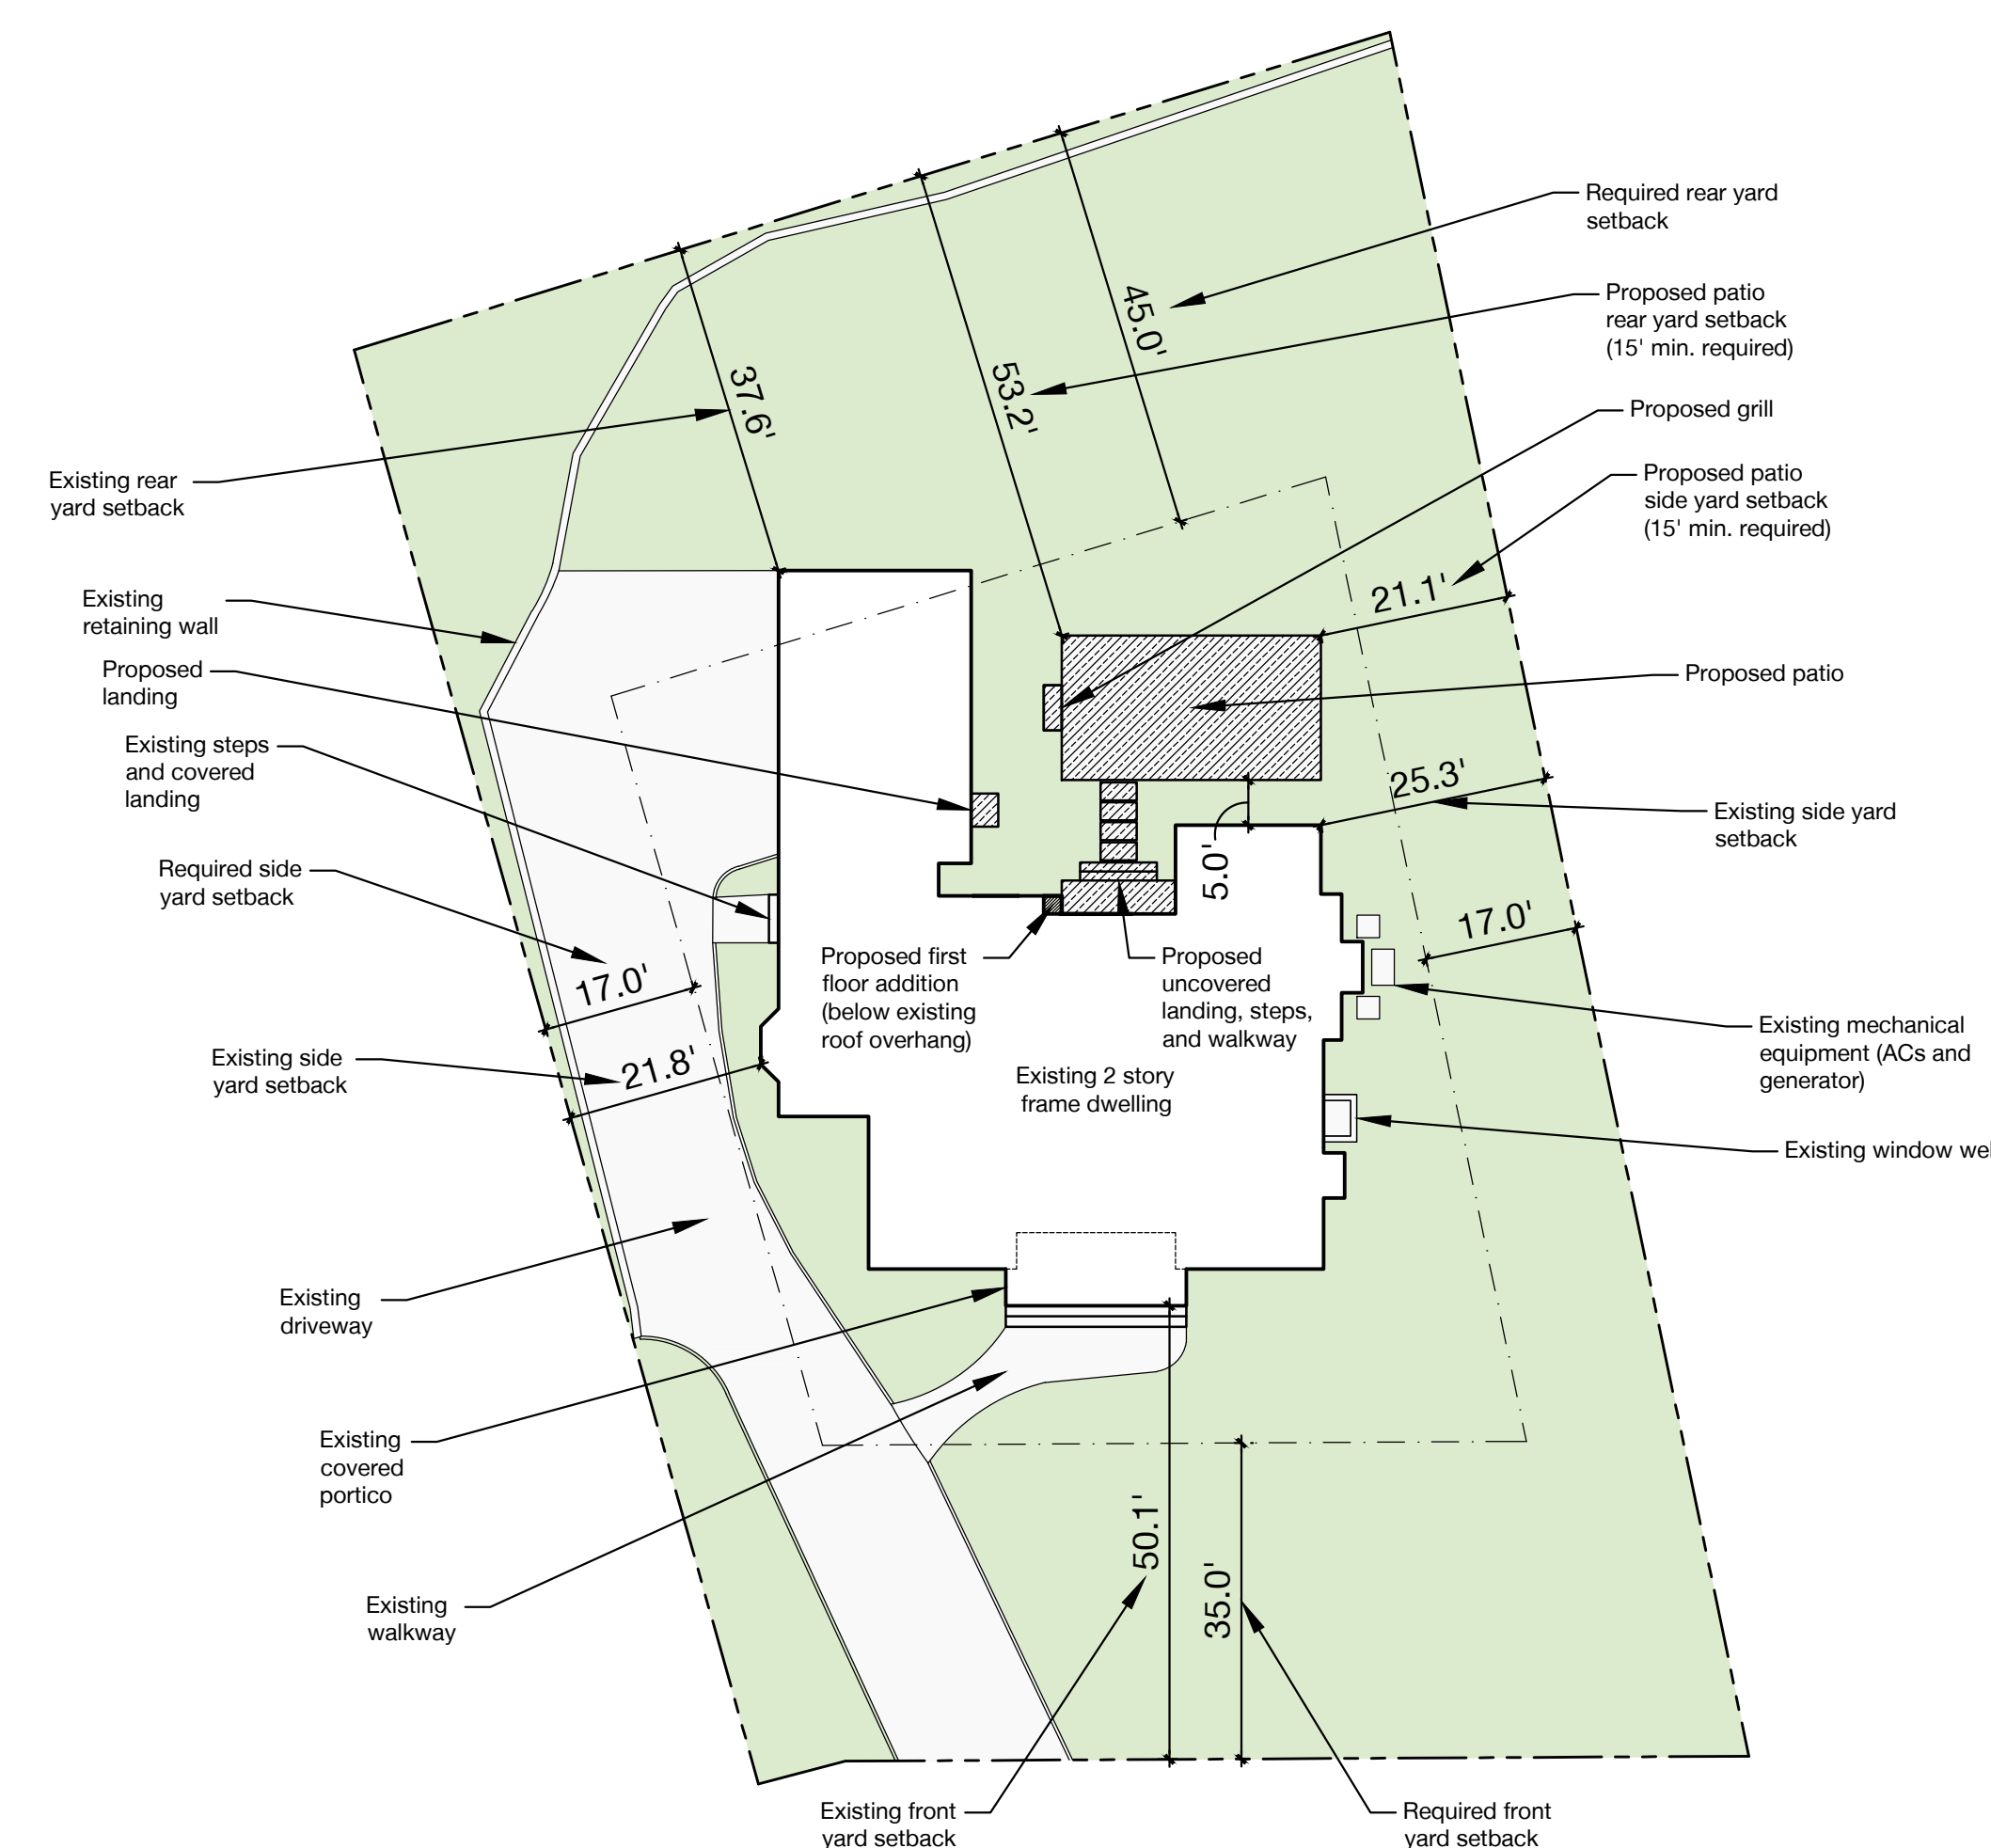 Required rear yard
setback
Proposed patio
rear yard setback
(15' min. required)
Proposed grill
Proposed patio
side yard setback
(15' min. required)
45.0'
53.2'
37.6'
21.1'
Existing rear
yard setback
Existing
retaining wall
Proposed
landing
Proposed patio
Existing steps
and covered
landing
25.3'
Existing side yard
setback
5.0'
Required side
yard setback
17.0'
17.0'
Proposed first
floor addition
(below existing
roof overhang)
Proposed
uncovered
landing, steps,
and walkway
Existing mechanical
equipment (ACs and
generator)
Existing side
yard setback
21.8'
Existing 2 story
frame dwelling
Existing window wel
Existing
driveway
Existing
covered
portico
50.1'
35.0'
Existing
walkway
Existing front
yard setback
Required front
yard setback